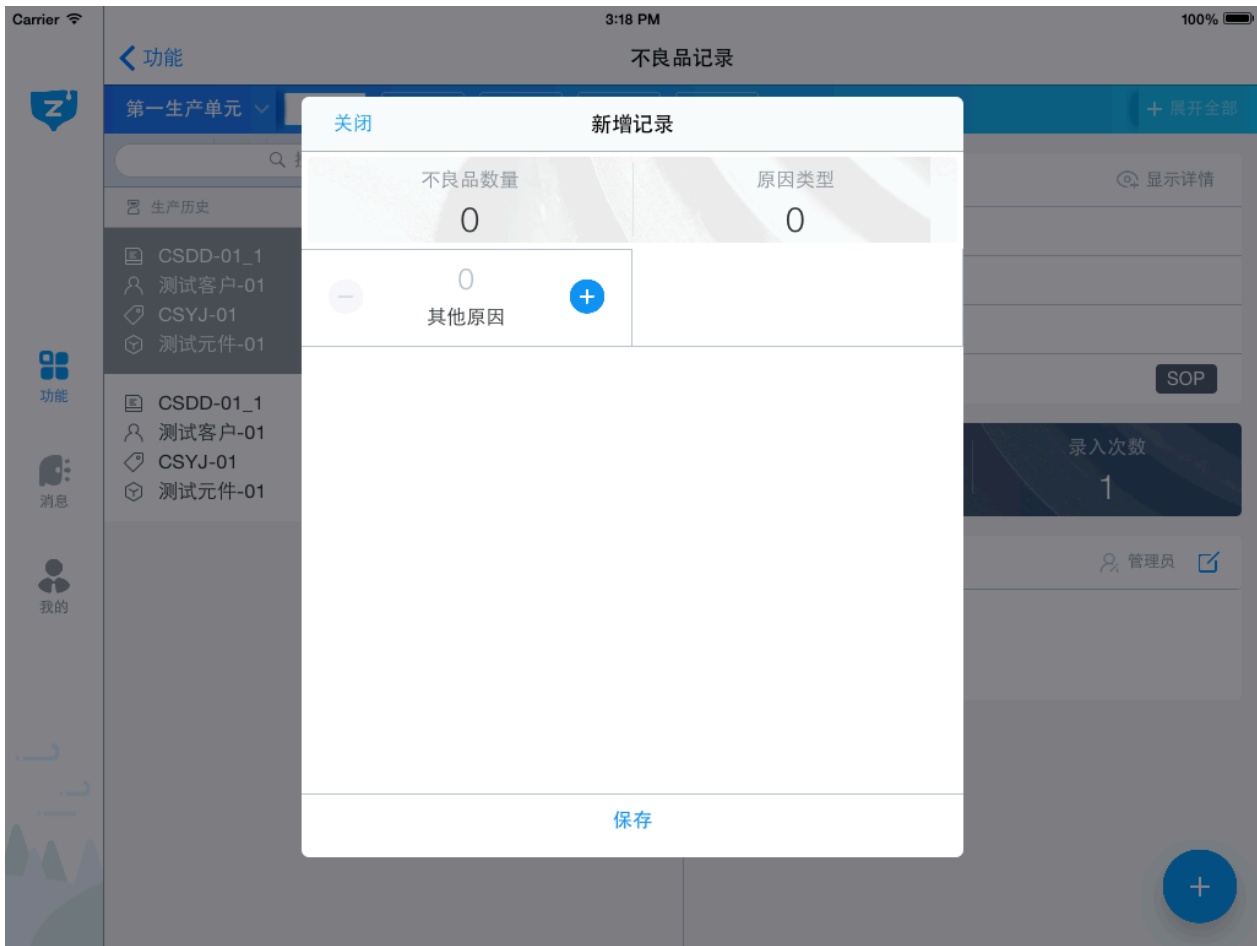 Carrier
3:18 PM
100%
功能
不良品记录
第一生产单元
展开全部
关闭
新增记录
不良品数量
原因类型
0
0
显示详情
生产历史
CSDD-01_1
测试客户-01
CSYJ-01
测试元件-01
0
其他原因
SOP
功能
CSDD-01_1
测试客户-01
CSYJ-01
测试元件-01
录入次数
1
消息
管理员
我的
保存